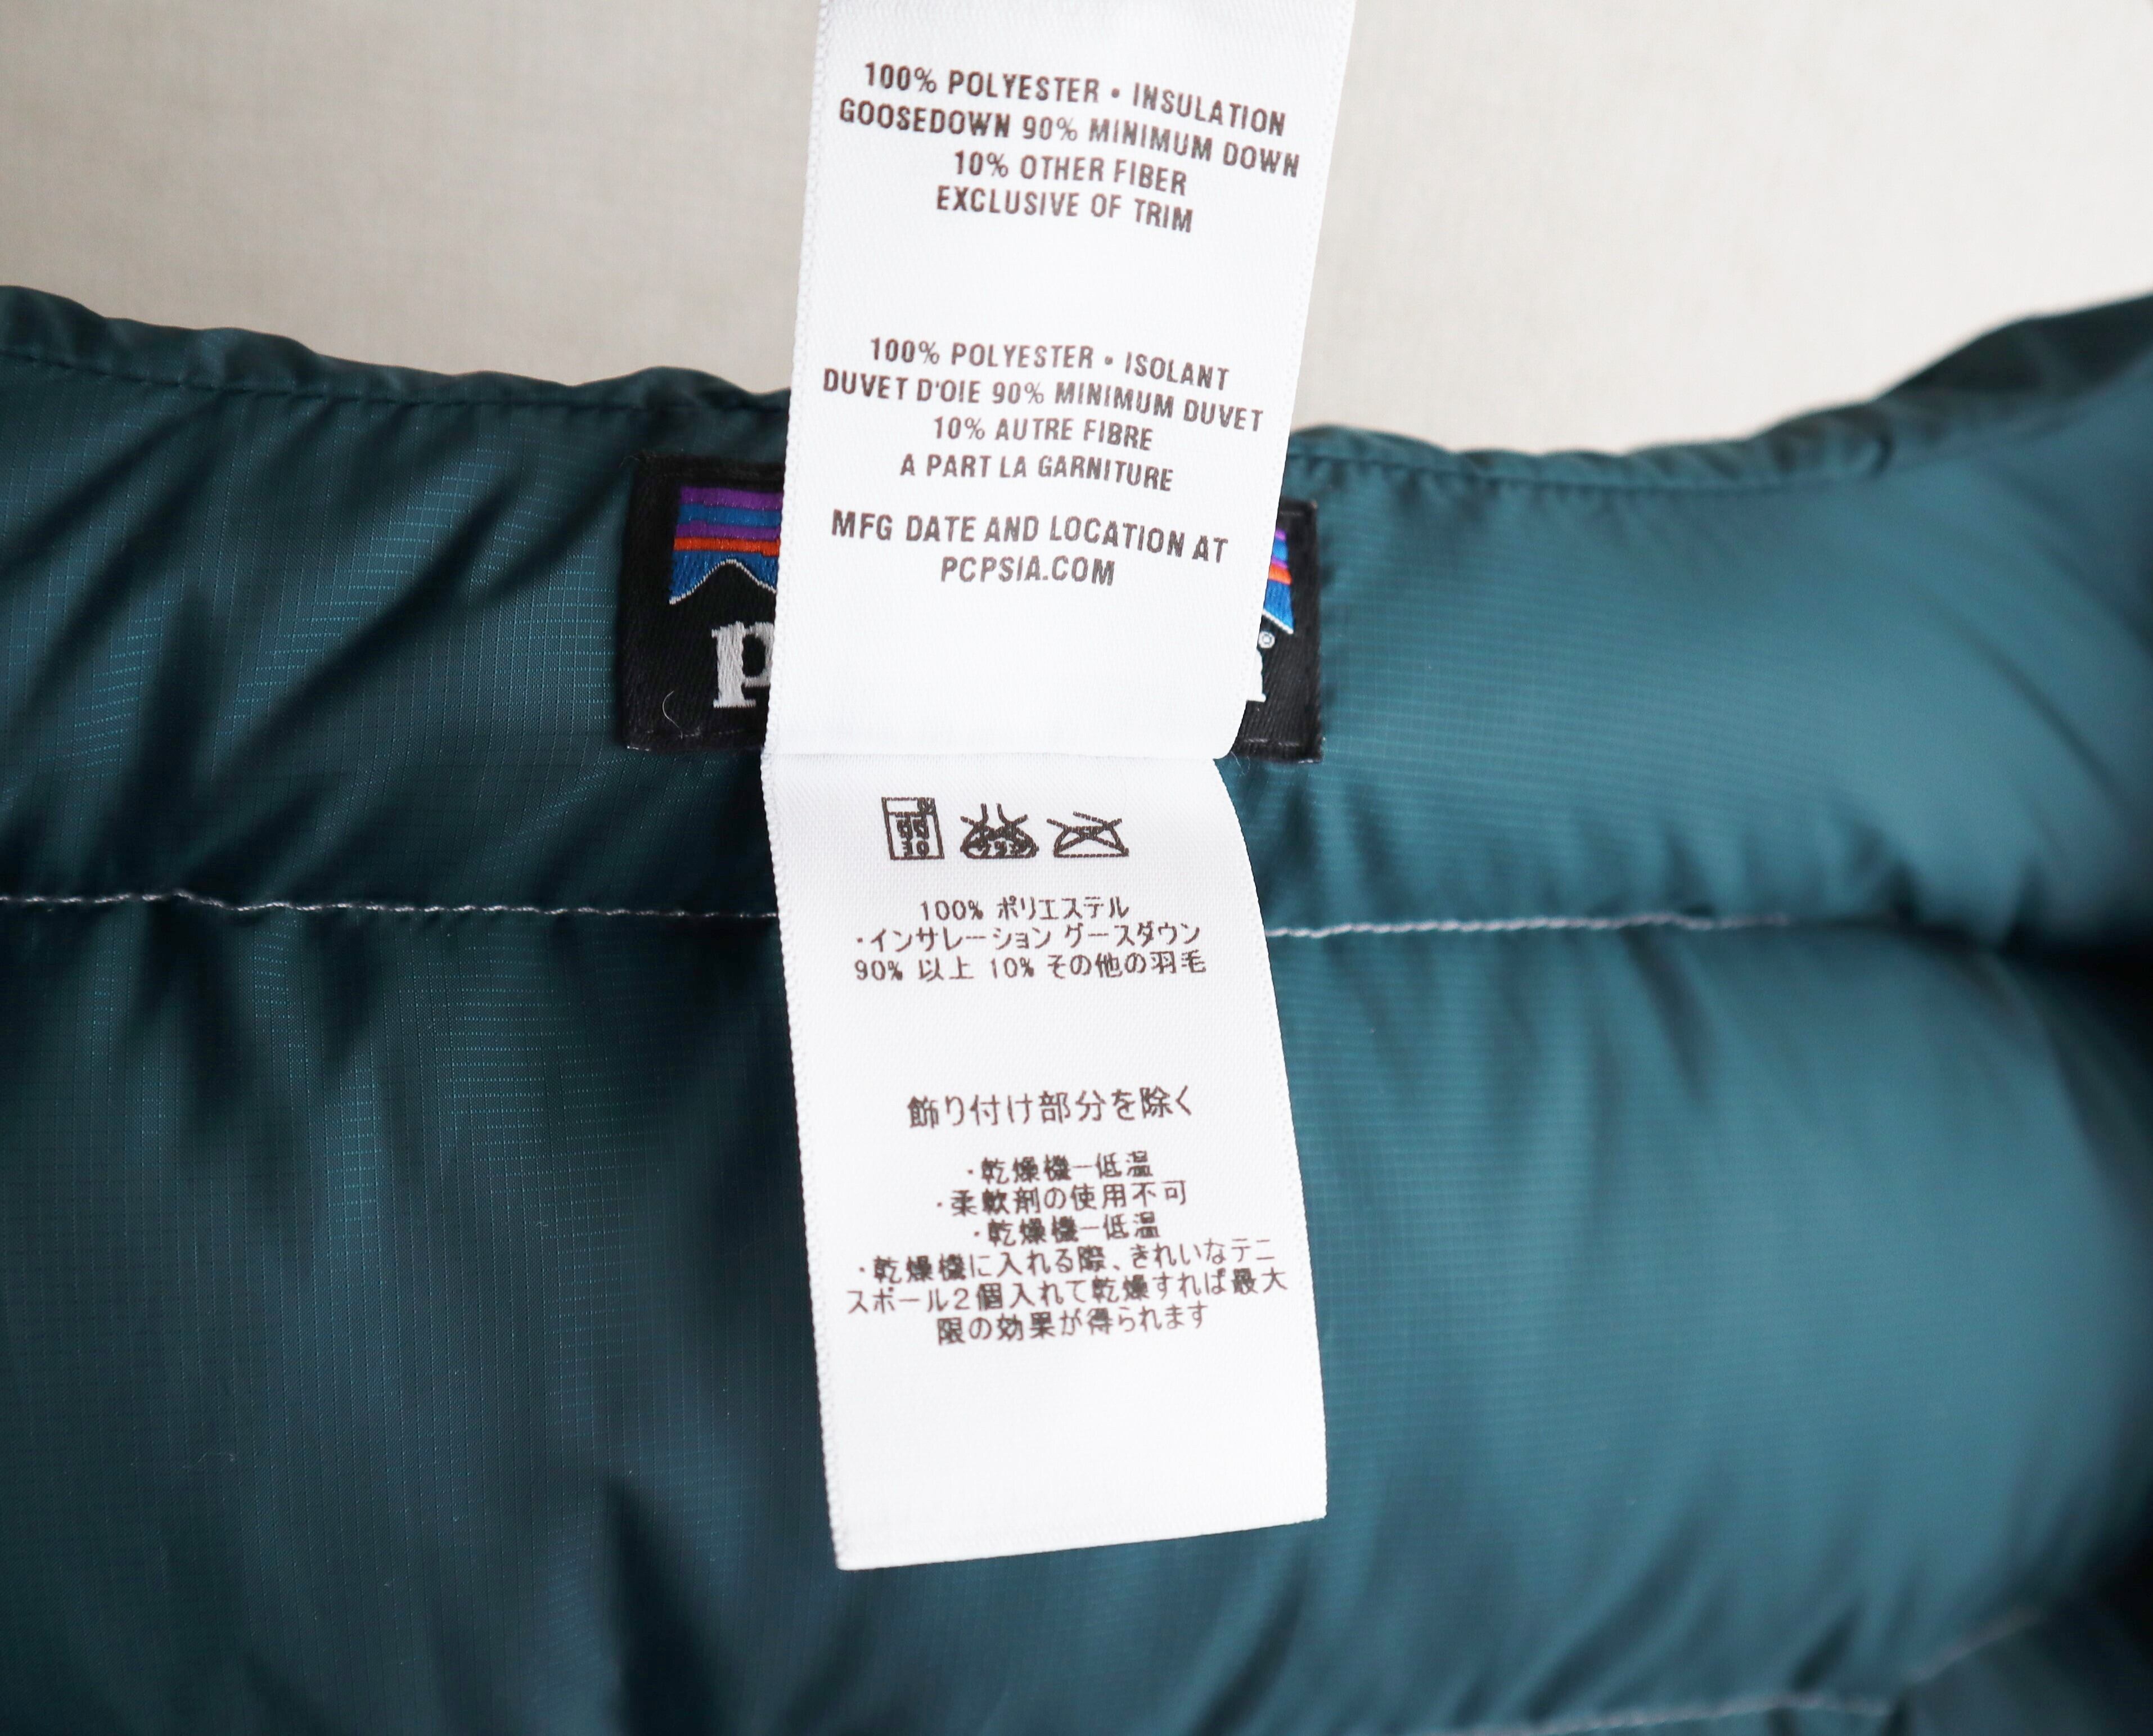 100% POLYESTER • INSULATION
GOOSEDOWN 90% MINIMUM DOWN
10% OTHER FIBER
EXCLUSIVE OF TRIM
100% POLYESTER • ISOLANT
DUVET D'OIE 90% MINIMUM DUVET
10% AUTRE FIBRE
A PART LA GARNITURE
MFG DATE AND LOCATION AT
PCPSIA.COM
100% ポリエステル
・インサレーション グースダウン
90% 以上 10% その他の羽毛
飾り付け部分を除く
・乾燥機－低温
・柔軟剤の使用不可
・乾燥機－低温
・乾燥機に入れる際、きれいなテニ
スボール2個入れて乾燥すれば最大
限の効果が得られます